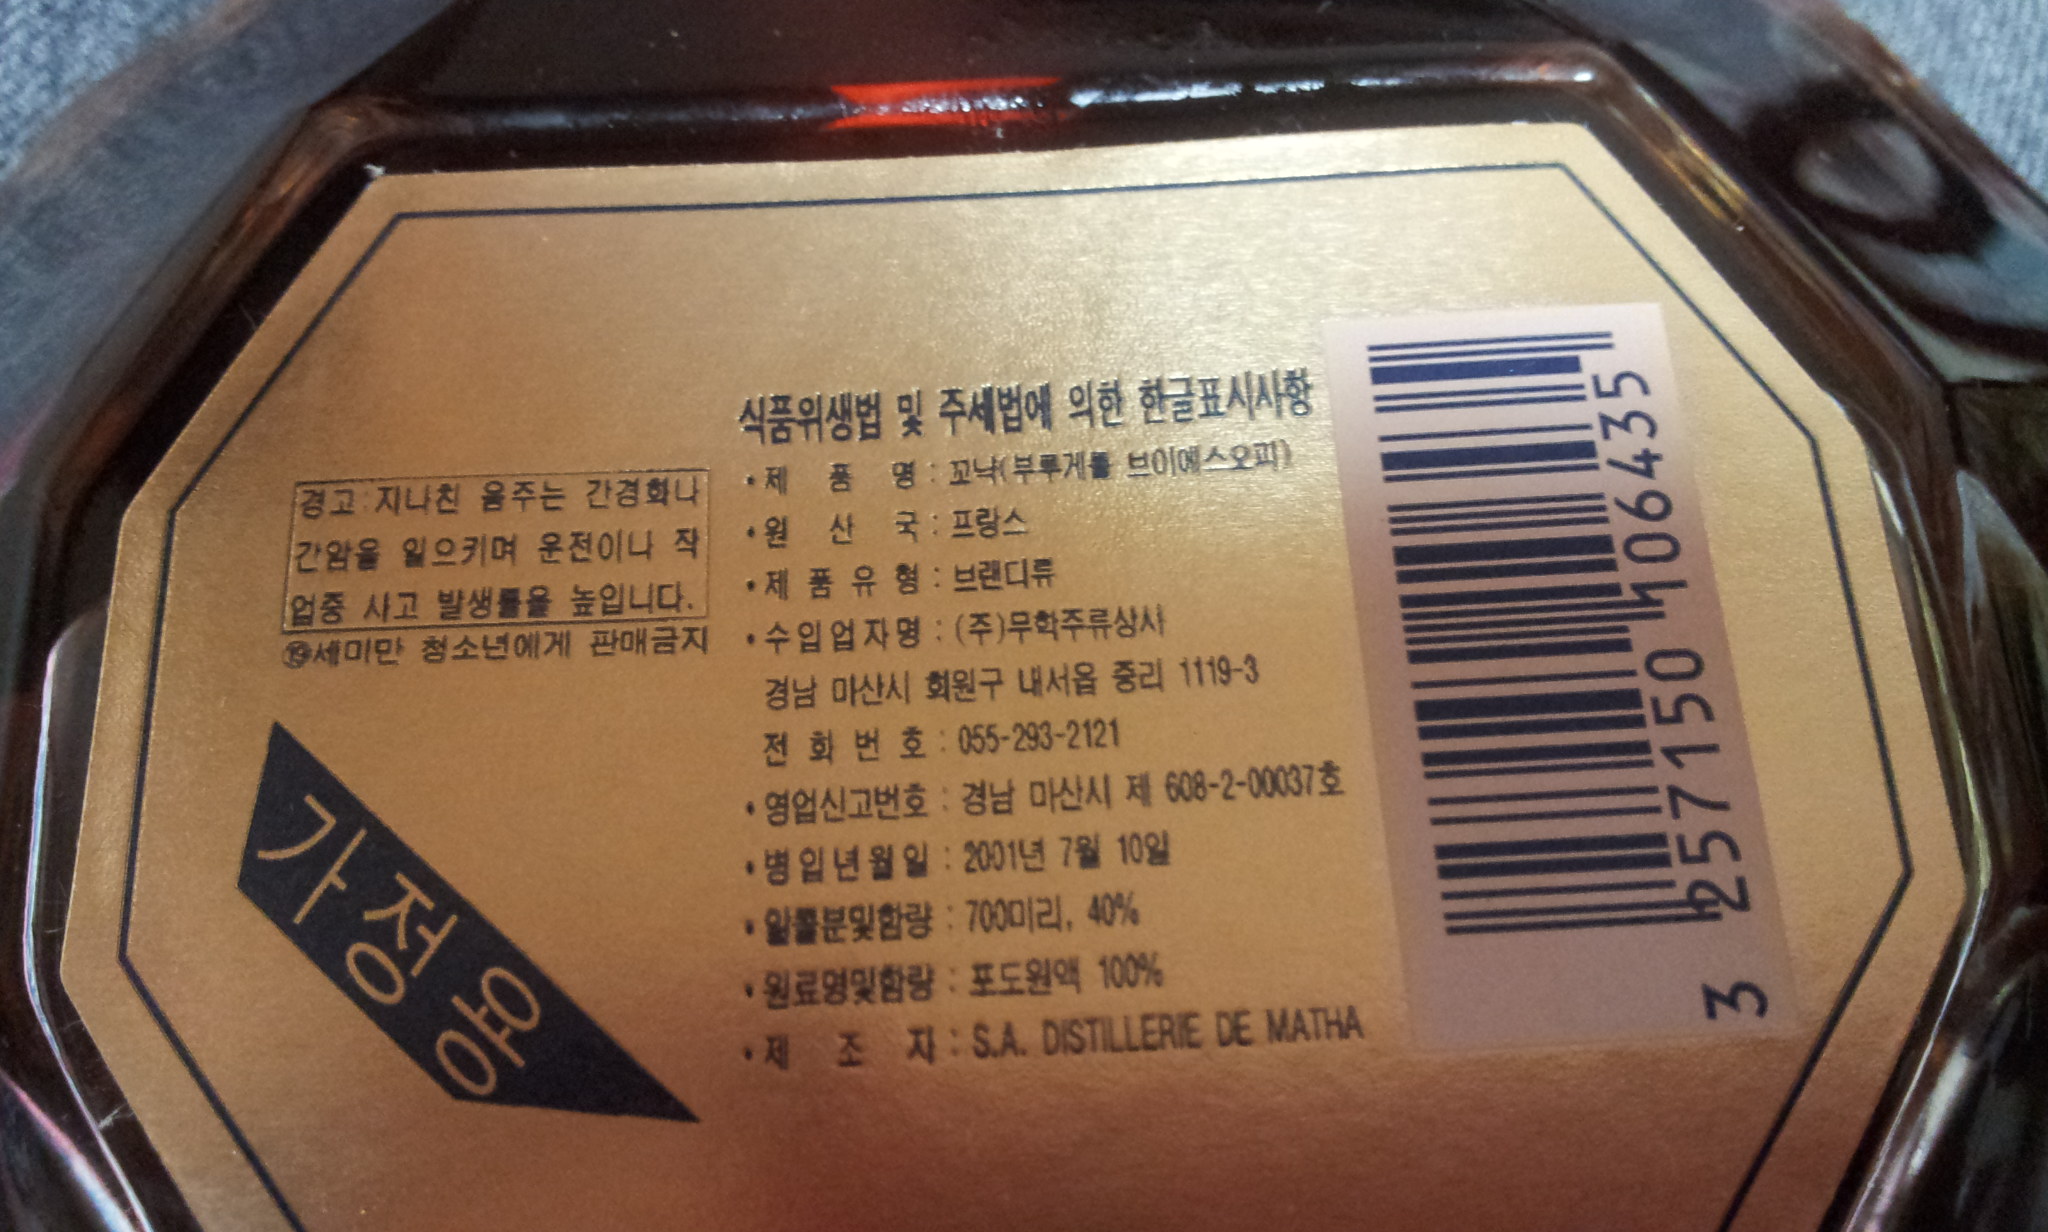 경고:지나친 음주는 간경화나
간암을 일으키며 운전이나 작
업중 사고 발생률을 높입니다.
⑲세미만 청소년에게 판매금지
가정용
식품위생법 및 주세법에 의한 한글표시사항
• 제 품 명 : 꼬냑(부루게롤 브이에스오피)
• 원 산 국 : 프랑스
• 제 품 유 형 : 브랜디류
• 수입업자명 : (주)무학주류상사
경남 마산시 회원구 내서읍 중리 1119-3
전 화 번 호 : 055-293-2121
• 영업신고번호 : 경남 마산시 제 608-2-00037호
• 병입년월일 : 2001년 7월 10일
• 알콜분및함량 : 700미리, 40%
• 원료명및함량 : 포도원액 100%
• 제 조 자 : S.A. DISTILLERIE DE MATHA
3 257150 106435